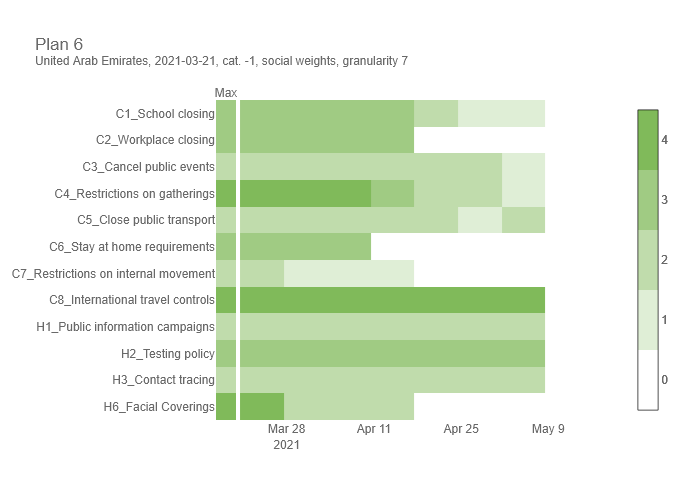 Plan 6
United Arab Emirates, 2021-03-21, cat. -1, social weights, granularity 7
Max
C1_School closing
C2_Workplace closing
C3_Cancel public events
C4_Restrictions on gatherings
C5_Close public transport
C6_Stay at home requirements
C7_Restrictions on internal movement
C8_International travel controls
H1_Public information campaigns
H2_Testing policy
H3_Contact tracing
H6_Facial Coverings
Mar 28 Apr 11 Apr 25 May 9
2021
4
3
2
1
0